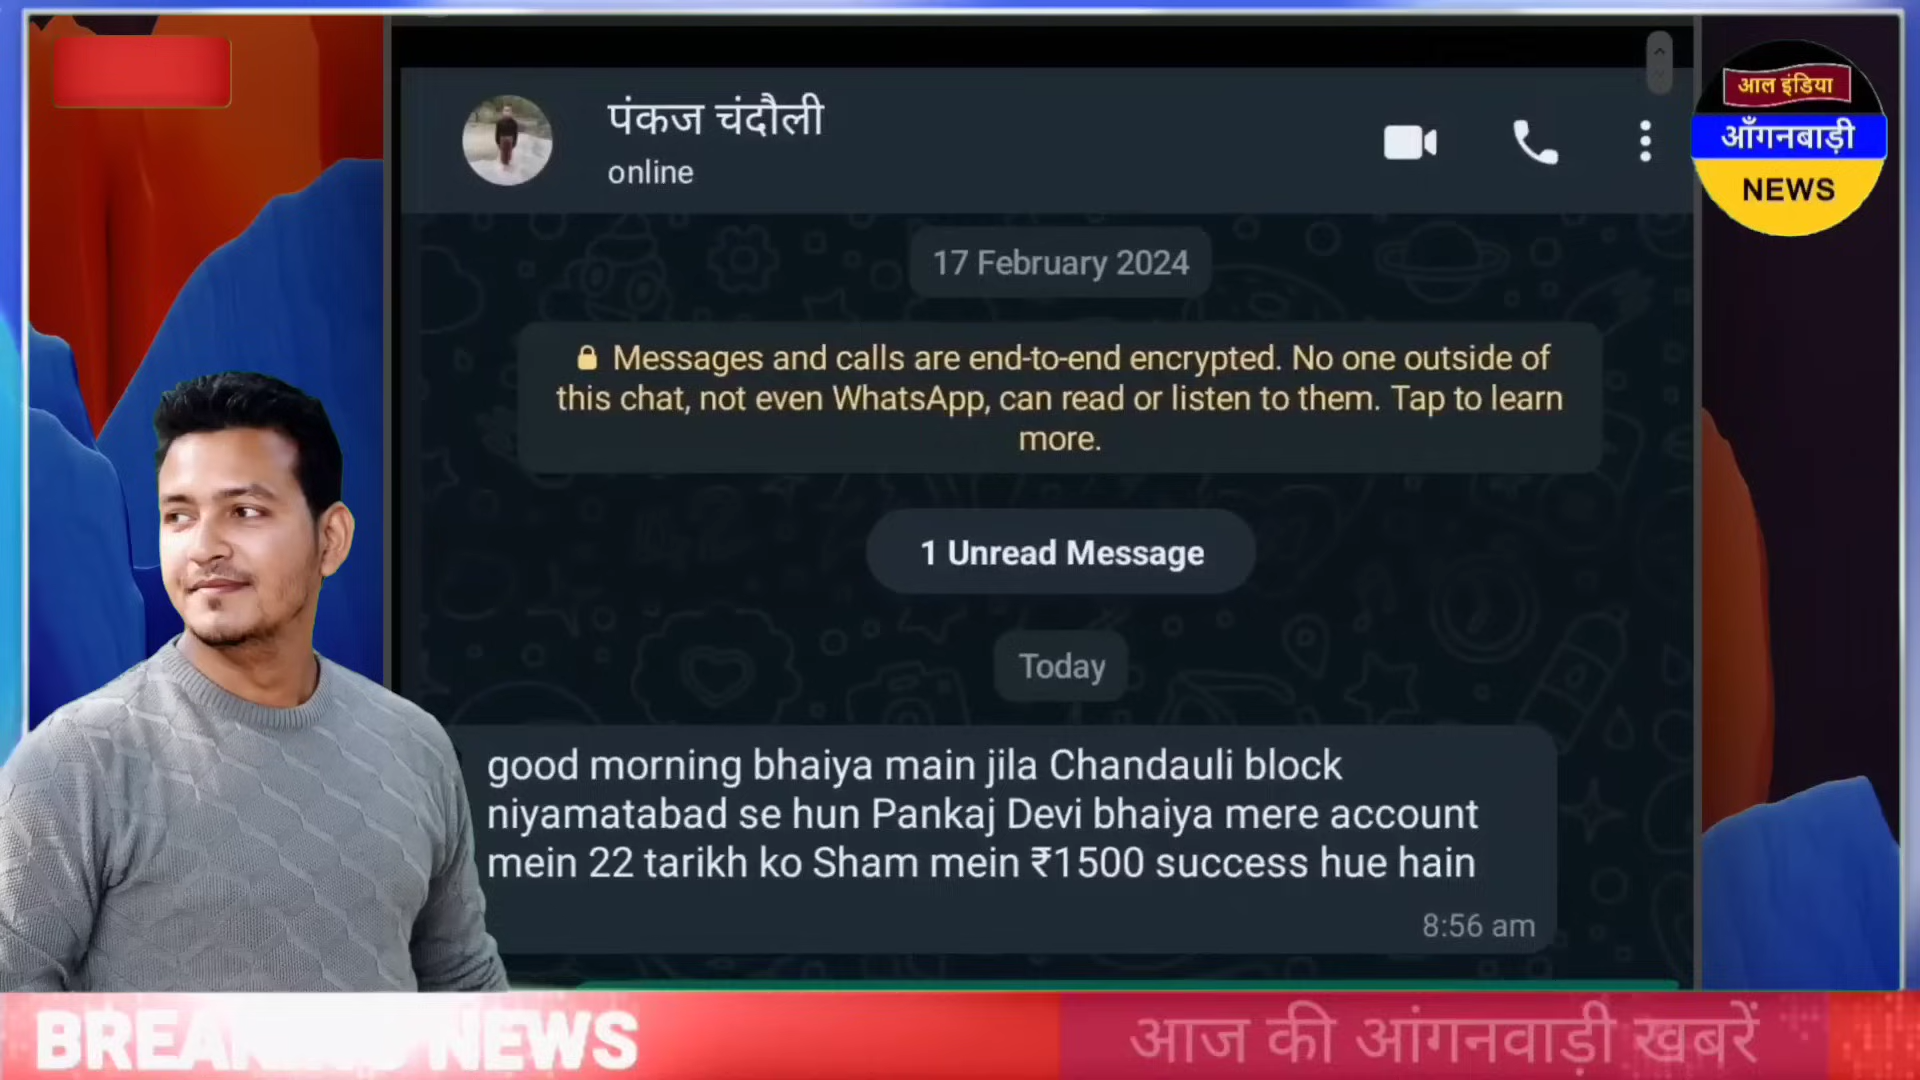 पंकज चंदौली
online
आल इंडिया
आँगनबाड़ी
NEWS
17 February 2024
Messages and calls are end-to-end encrypted. No one outside of
this chat, not even WhatsApp, can read or listen to them. Tap to learn
more.
1 Unread Message
Today
good morning bhaiya main jila Chandauli block
niyamatabad se hun Pankaj Devi bhaiya mere account
mein 22 tarikh ko Sham mein ₹1500 success hue hain
8:56 am
BREAKING NEWS
आज की आंगनवाड़ी खबरें